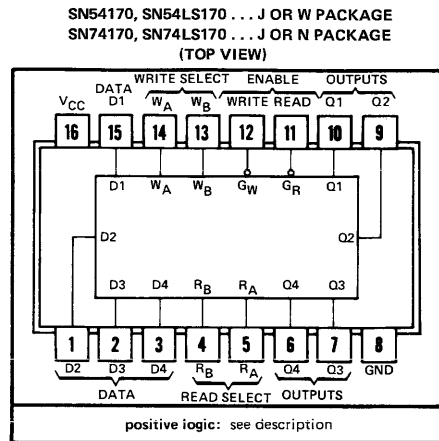 SN54170, SN54LS170 . . . J OR W PACKAGE
SN74170, SN74LS170 . . . J OR N PACKAGE
(TOP VIEW)
WRITE SELECT ENABLE OUTPUTS
DATA
VCC D1 WA WB WRITE READ Q1 Q2
16 15 14 13 12 11 10 9
D1 WA WB GW GR Q1
D2 Q2
D3 D4 RB RA Q4 Q3
1 2 3 4 5 6 7 8
D2 D3 D4 RB RA Q4 Q3 GND
DATA READ SELECT OUTPUTS
positive logic: see description